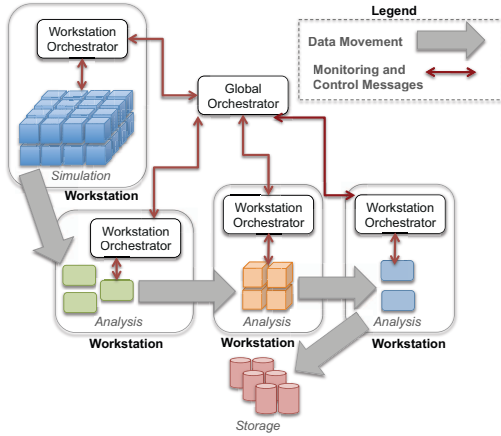 Legend
Data Movement
Monitoring and
Control Messages
Workstation
Orchestrator
Global
Orchestrator
Simulation
Workstation
Workstation
Orchestrator
Workstation
Orchestrator
Workstation
Orchestrator
Analysis
Analysis
Analysis
Workstation
Workstation
Workstation
Storage